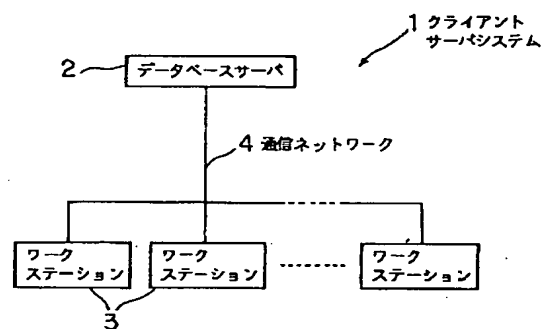 1 クライアント
サーバシステム
2 データベースサーバ
4 通信ネットワーク
ワーク
ステーション
ワーク
ステーション
ワーク
ステーション
3